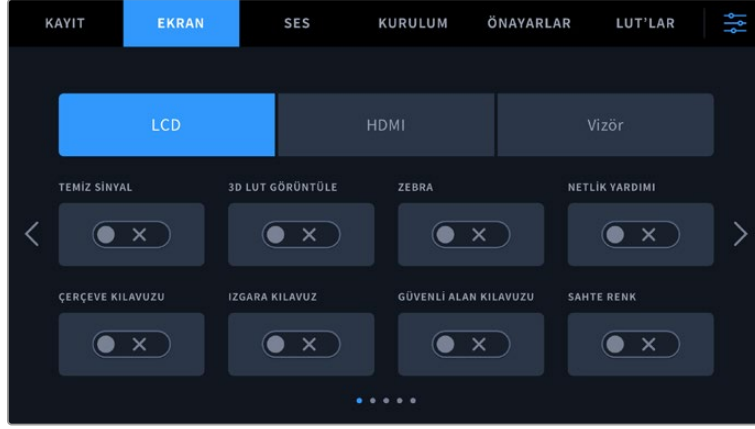 KAYIT EKRAN SES KURULUM ÖNAYARLAR LUT’LAR
LCD HDMI Vizör
TEMİZ SİNYAL 3D LUT GÖRÜNTÜLE ZEBRA NETLİK YARDIMI
ÇERÇEVE KILAVUZU IZGARA KILAVUZ GÜVENLİ ALAN KILAVUZU SAHTE RENK